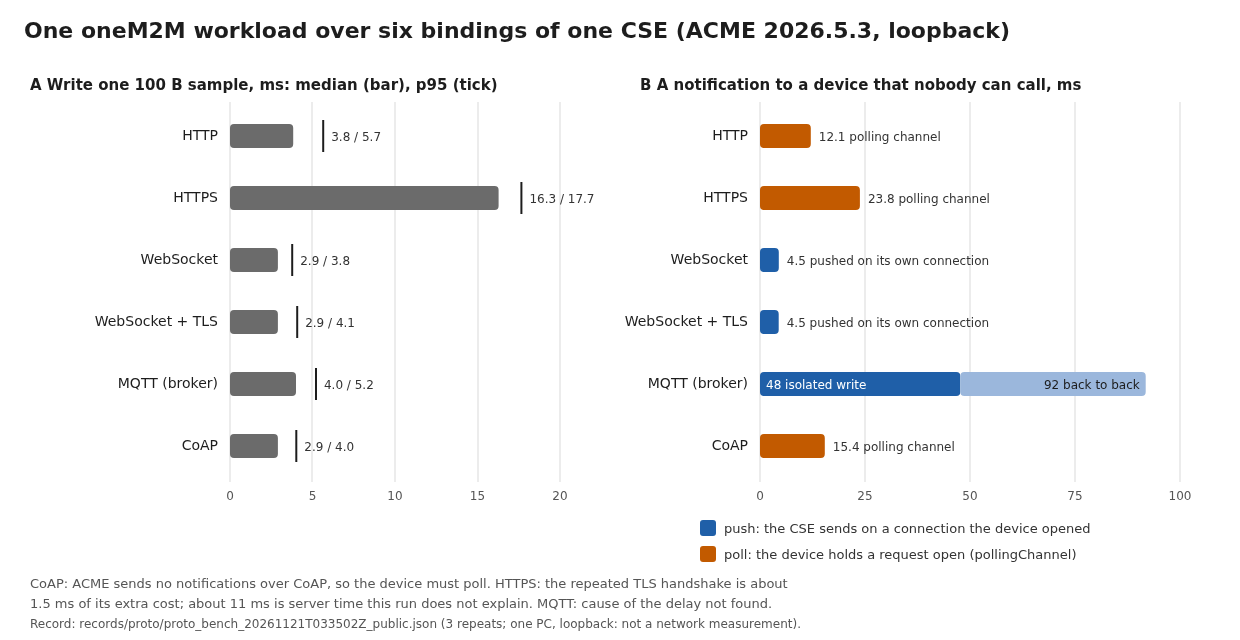 One oneM2M workload over six bindings of one CSE (ACME 2026.5.3, loopback)
A Write one 100 B sample, ms: median (bar), p95 (tick)
HTTP 3.8 / 5.7
HTTPS 16.3 / 17.7
WebSocket 2.9 / 3.8
WebSocket + TLS 2.9 / 4.1
MQTT (broker) 4.0 / 5.2
CoAP 2.9 / 4.0
0 5 10 15 20
B A notification to a device that nobody can call, ms
HTTP 12.1 polling channel
HTTPS 23.8 polling channel
WebSocket 4.5 pushed on its own connection
WebSocket + TLS 4.5 pushed on its own connection
MQTT (broker) 48 isolated write 92 back to back
CoAP 15.4 polling channel
0 25 50 75 100
push: the CSE sends on a connection the device opened
poll: the device holds a request open (pollingChannel)
CoAP: ACME sends no notifications over CoAP, so the device must poll. HTTPS: the repeated TLS handshake is about
1.5 ms of its extra cost; about 11 ms is server time this run does not explain. MQTT: cause of the delay not found.
Record: records/proto/proto_bench_20261121T033502Z_public.json (3 repeats; one PC, loopback: not a network measurement).